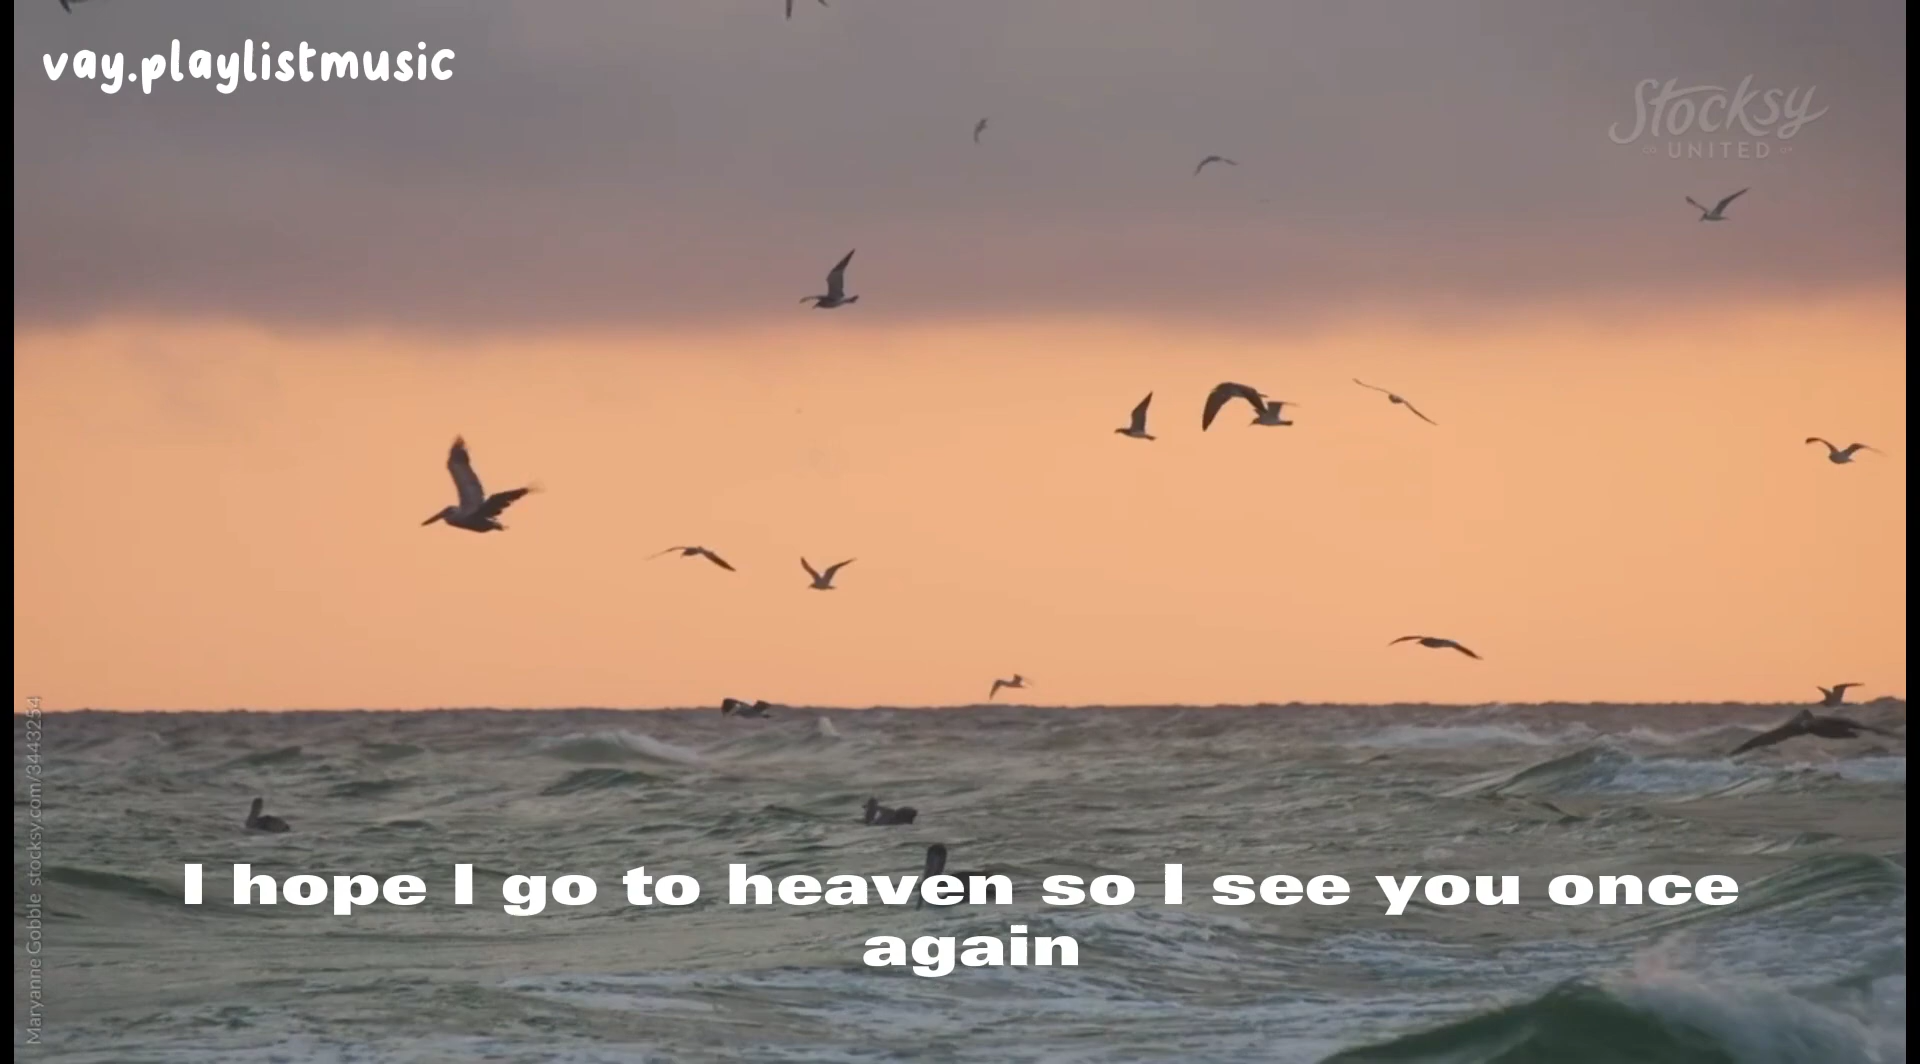 vay.playlistmusic
Stocksy
UNITED
Maryanne Gobble stocksy.com/3443254
I hope I go to heaven so I see you once
again